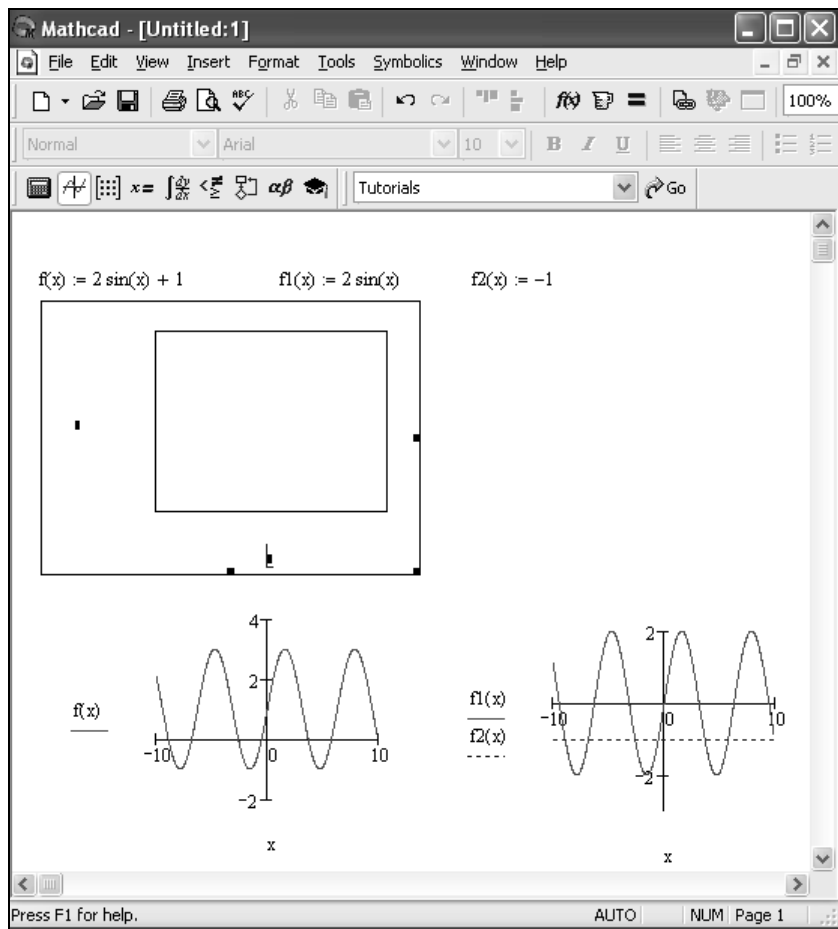 Mathcad - [Untitled:1]
File Edit View Insert Format Tools Symbolics Window Help
100%
Normal Arial 10 B I U
Tutorials Go
f(x) := 2 sin(x) + 1 f1(x) := 2 sin(x) f2(x) := −1
4
2
f(x)
−10 0 10
−2
x
2
f1(x)
−10 0 10
f2(x)
−2
x
Press F1 for help. AUTO NUM Page 1